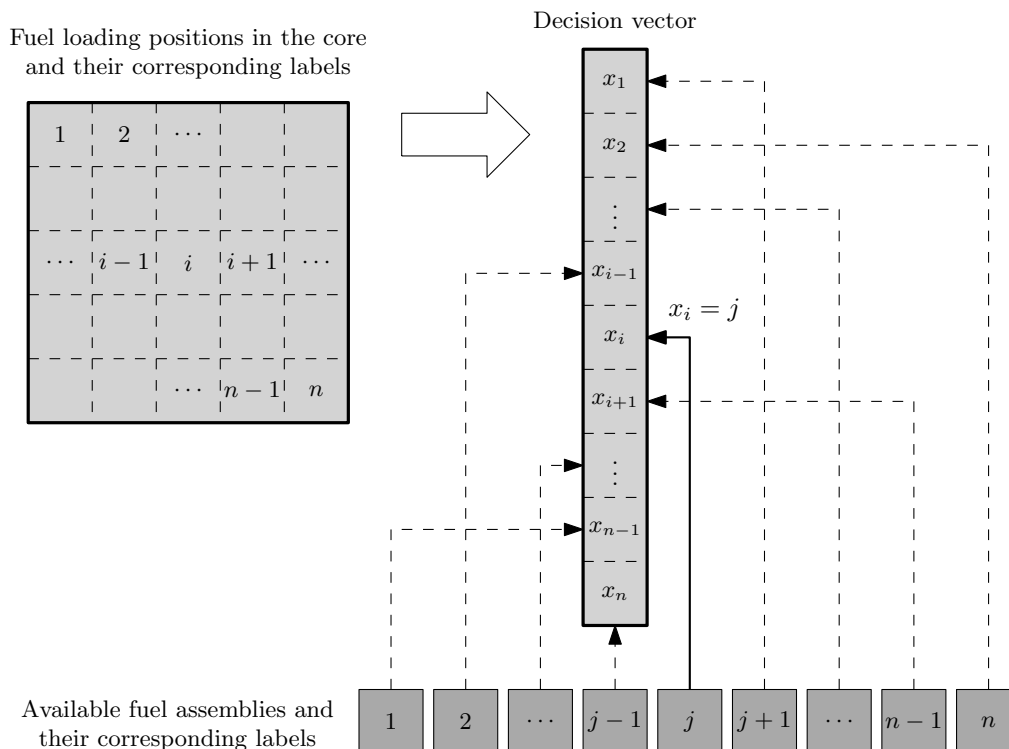 Decision vector
Fuel loading positions in the core
and their corresponding labels
1 2 ⋯
⋯ i − 1 i i + 1 ⋯
⋯ n − 1 n
x₁
x₂
⋮
xᵢ₋₁
xᵢ
xᵢ₊₁
⋮
xₙ₋₁
xₙ
xᵢ = j
Available fuel assemblies and
their corresponding labels
1 2 ⋯ j − 1 j j + 1 ⋯ n − 1 n